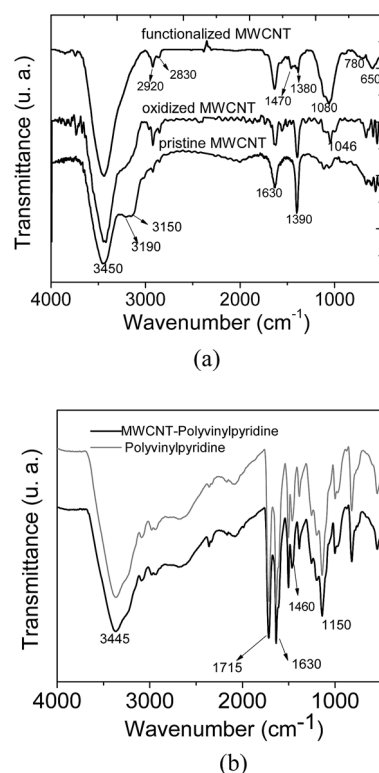 functionalized MWCNT
2920
2830
1470
1380
1080
780
650
oxidized MWCNT
1046
pristine MWCNT
1630
1390
3150
3190
3450
Transmittance (u. a.)
4000 3000 2000 1000
Wavenumber (cm-1)
(a)
MWCNT-Polyvinylpyridine
Polyvinylpyridine
3445
1715
1630
1460
1150
Transmittance (u. a.)
4000 3000 2000 1000
Wavenumber (cm-1)
(b)